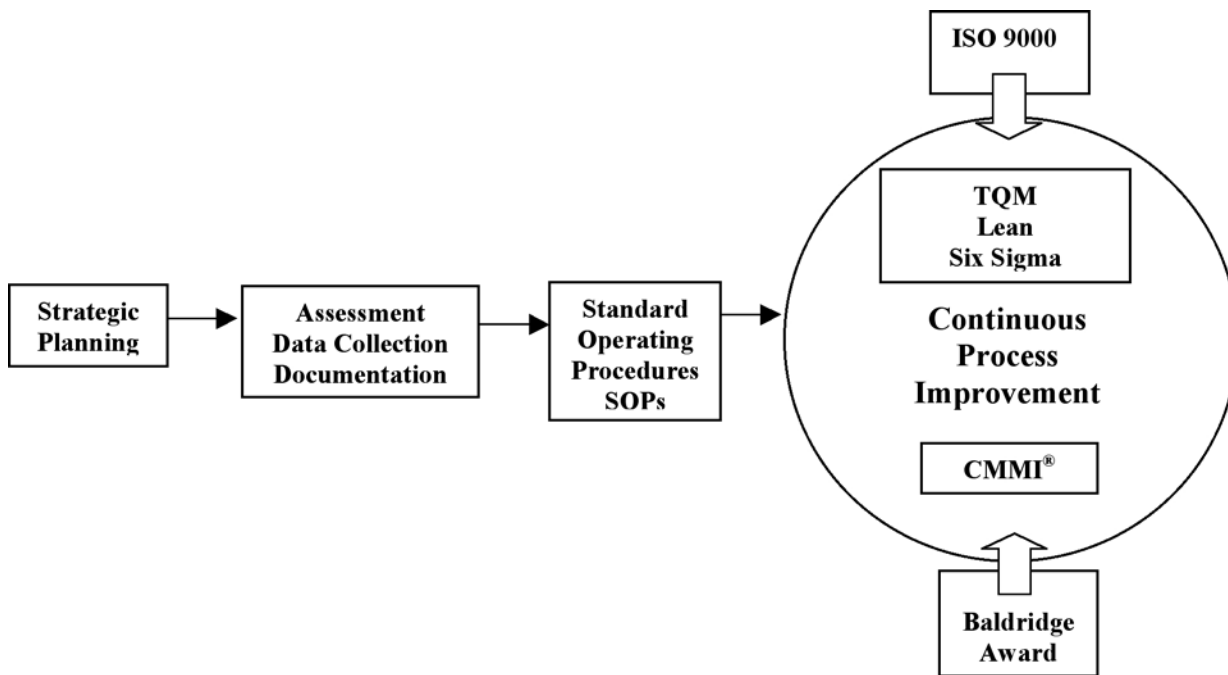 ISO 9000
TQM
Lean
Six Sigma
Strategic
Planning
Assessment
Data Collection
Documentation
Standard
Operating
Procedures
SOPs
Continuous
Process
Improvement
CMMI®
Baldridge
Award